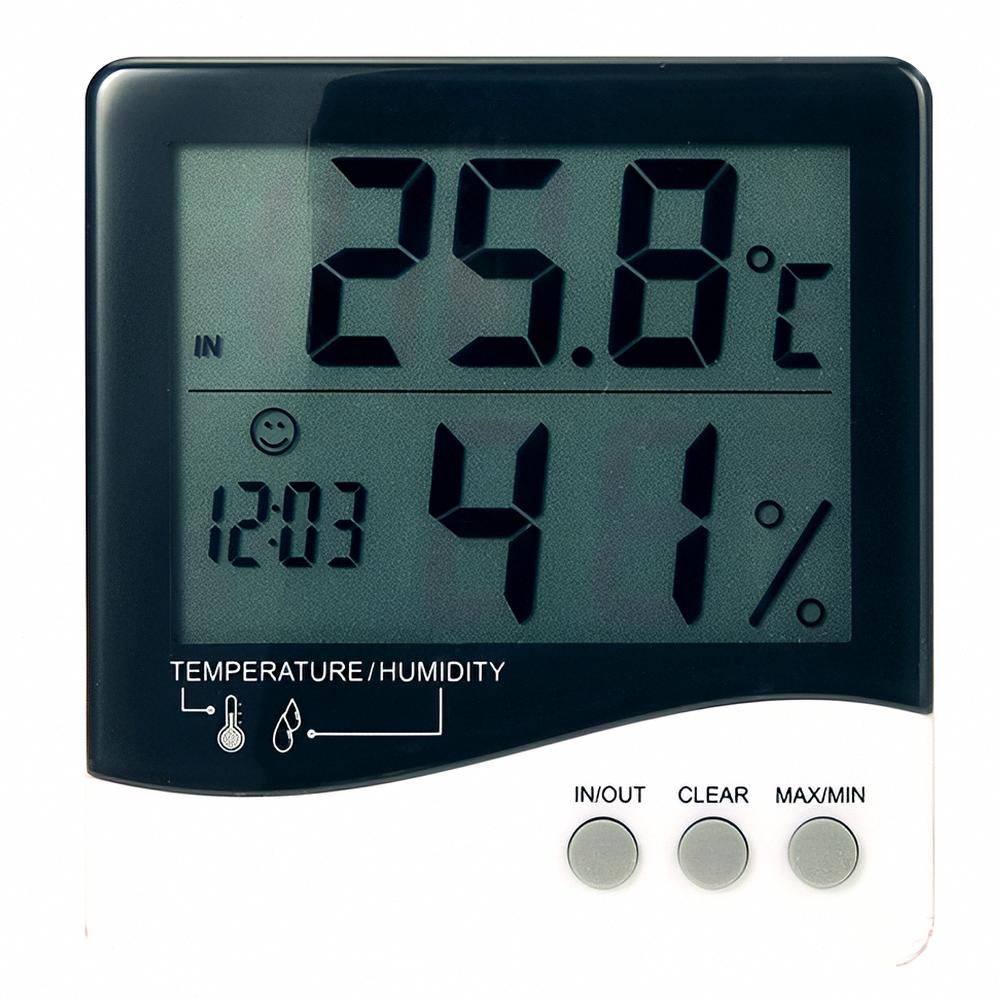 25.8°C
IN
12:03
41%
TEMPERATURE/HUMIDITY
IN/OUT CLEAR MAX/MIN